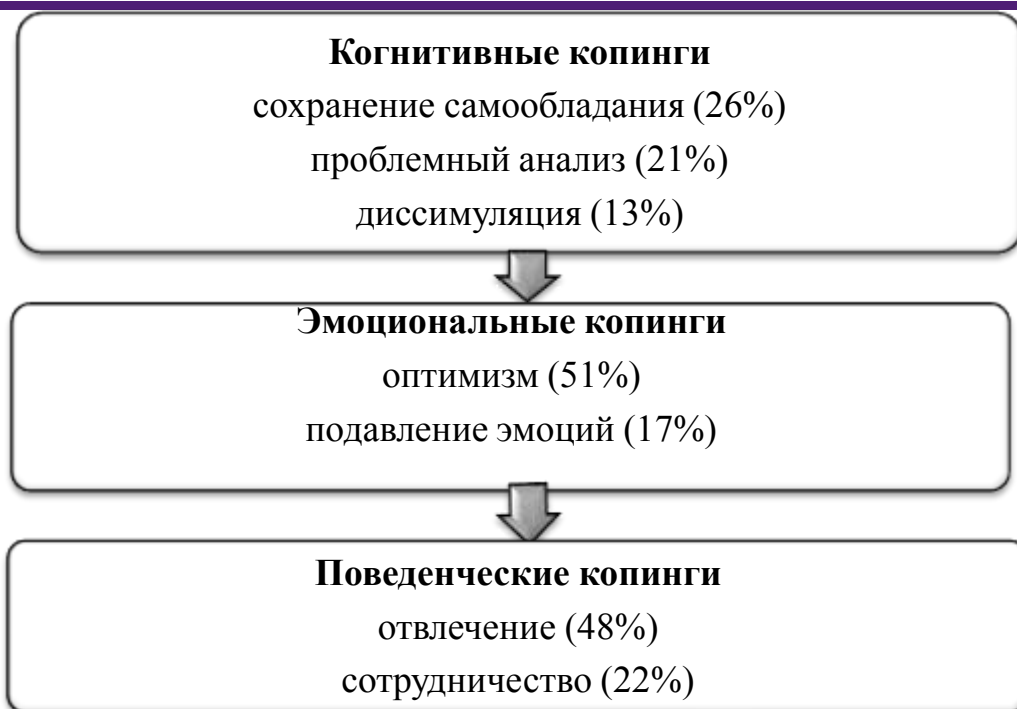 Когнитивные копинги
сохранение самообладания (26%)
проблемный анализ (21%)
диссимуляция (13%)
Эмоциональные копинги
оптимизм (51%)
подавление эмоций (17%)
Поведенческие копинги
отвлечение (48%)
сотрудничество (22%)